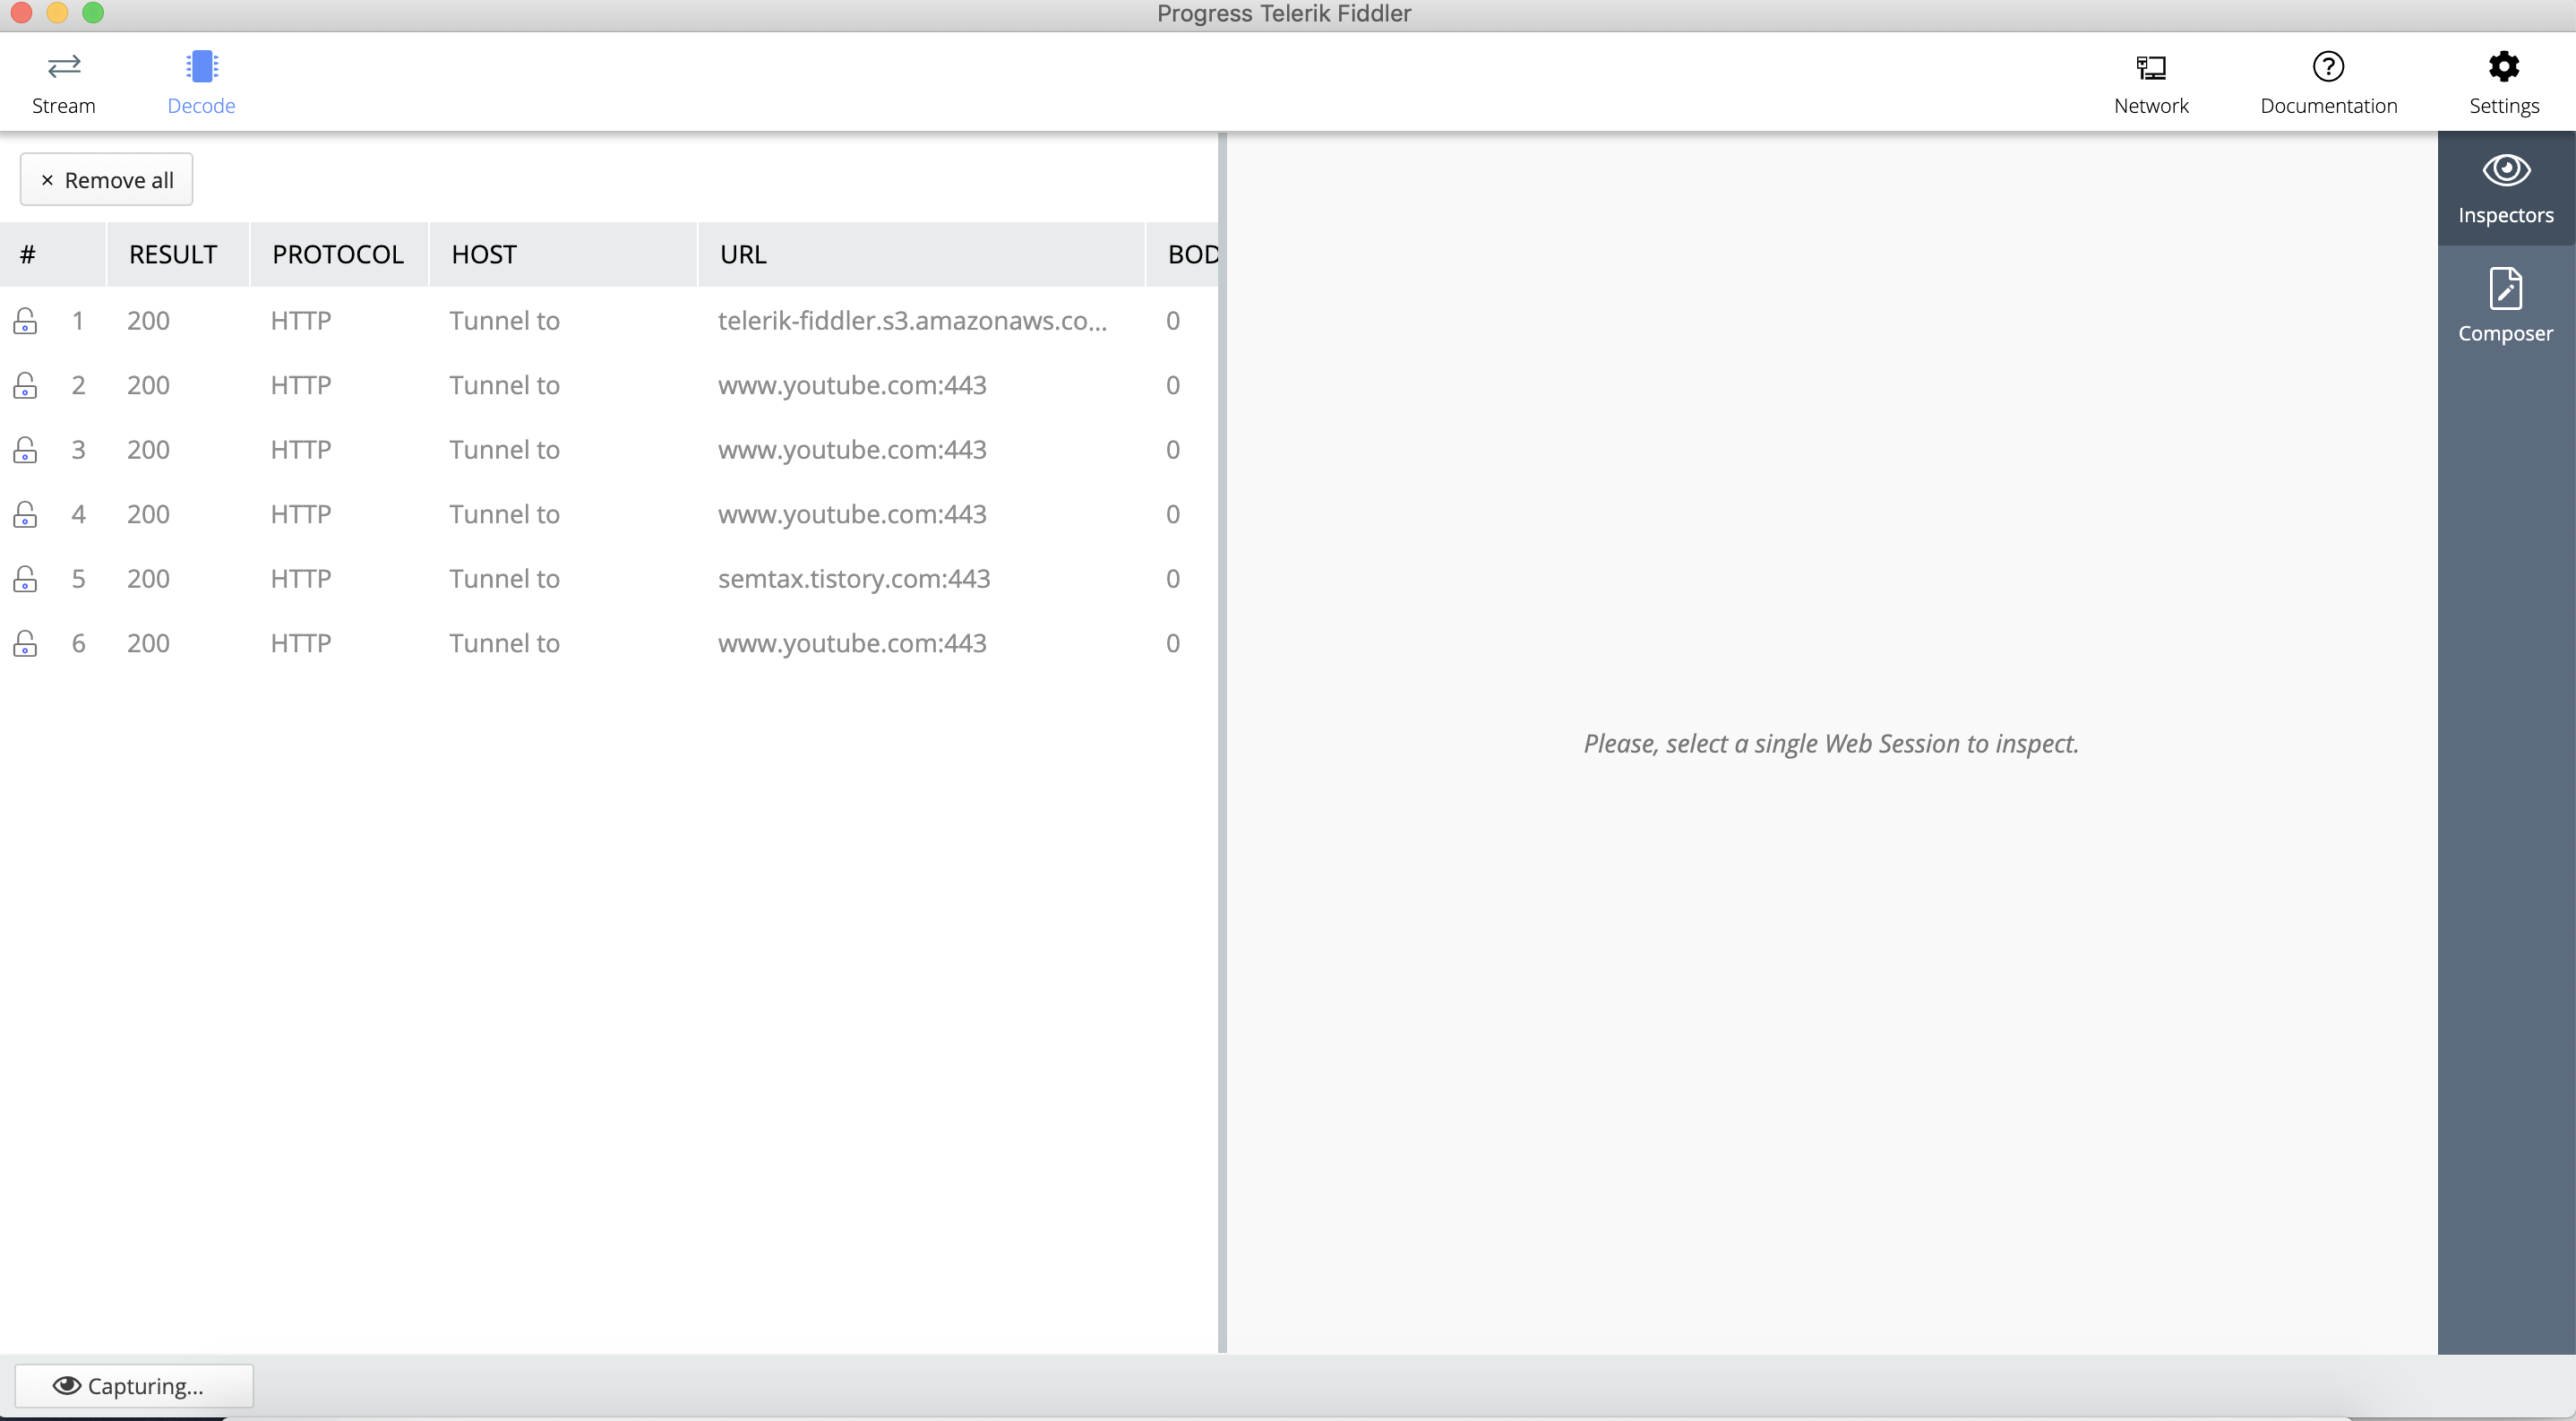 Progress Telerik Fiddler
Stream Decode Network Documentation Settings
× Remove all
# RESULT PROTOCOL HOST URL BOD
1 200 HTTP Tunnel to telerik-fiddler.s3.amazonaws.co... 0
2 200 HTTP Tunnel to www.youtube.com:443 0
3 200 HTTP Tunnel to www.youtube.com:443 0
4 200 HTTP Tunnel to www.youtube.com:443 0
5 200 HTTP Tunnel to semtax.tistory.com:443 0
6 200 HTTP Tunnel to www.youtube.com:443 0
Please, select a single Web Session to inspect.
Inspectors
Composer
Capturing...